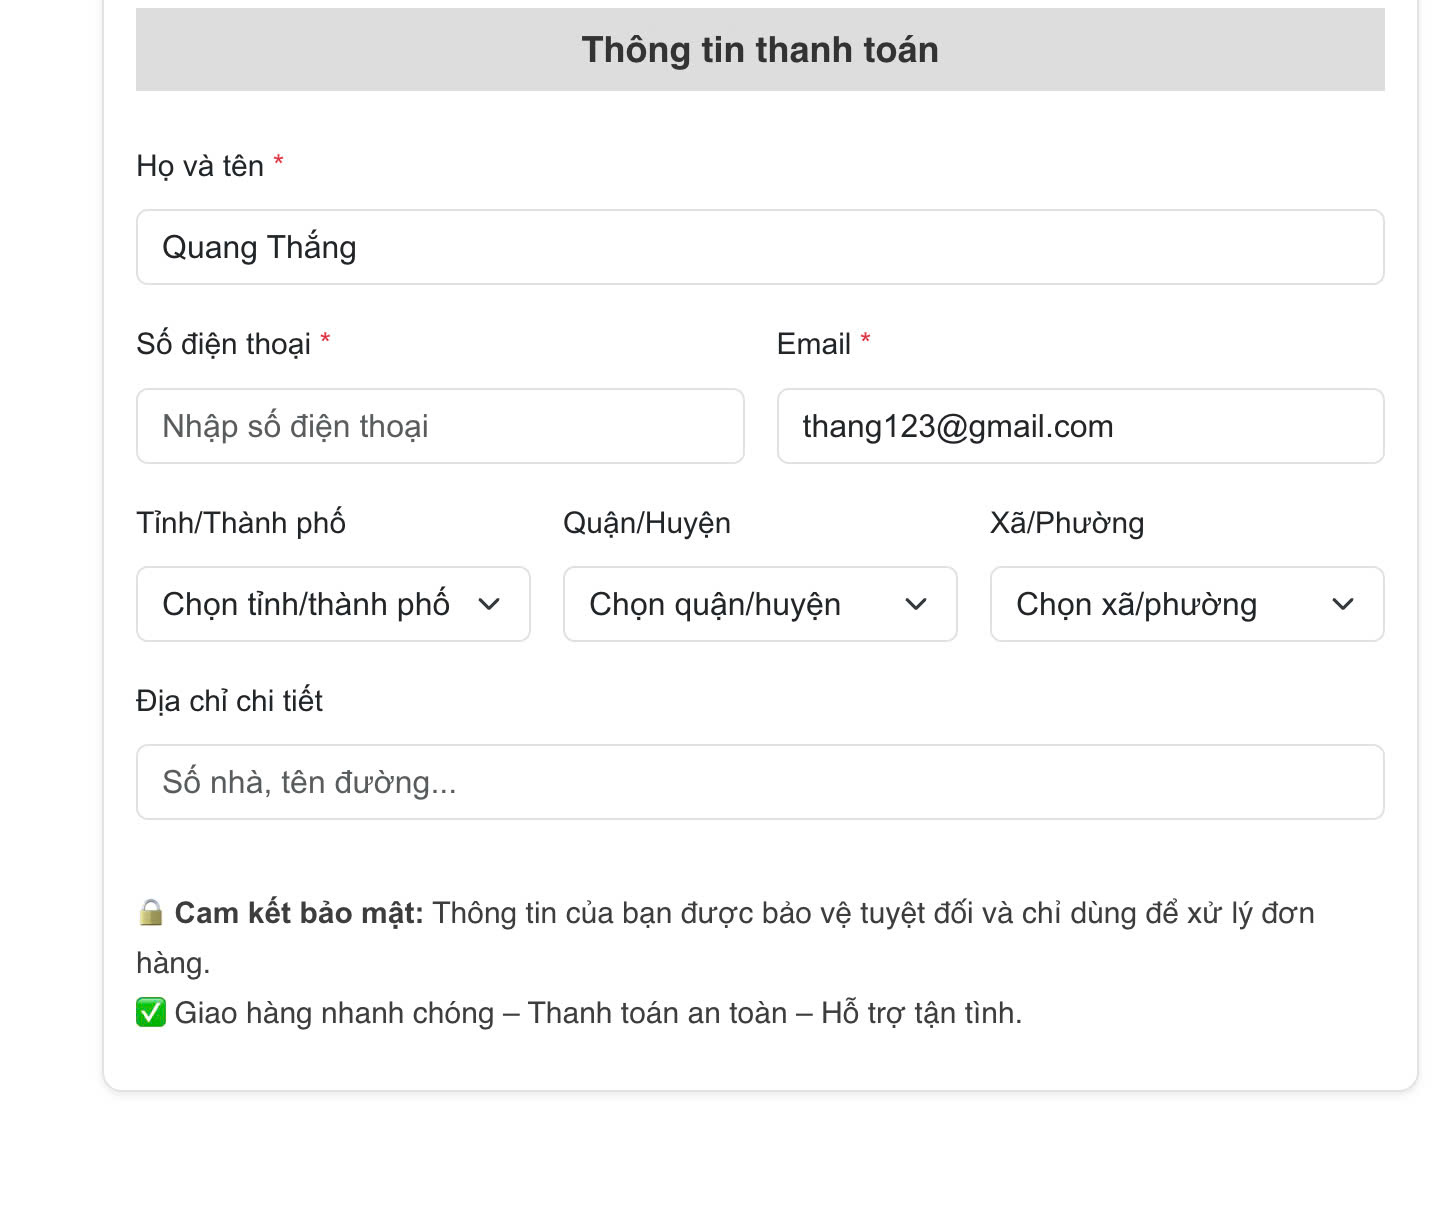 Thông tin thanh toán
Họ và tên *
Quang Thắng
Số điện thoại * Email *
Nhập số điện thoại thang123@gmail.com
Tỉnh/Thành phố Quận/Huyện Xã/Phường
Chọn tỉnh/thành phố Chọn quận/huyện Chọn xã/phường
Địa chỉ chi tiết
Số nhà, tên đường...
🔒 Cam kết bảo mật: Thông tin của bạn được bảo vệ tuyệt đối và chỉ dùng để xử lý đơn
hàng.
✅ Giao hàng nhanh chóng – Thanh toán an toàn – Hỗ trợ tận tình.